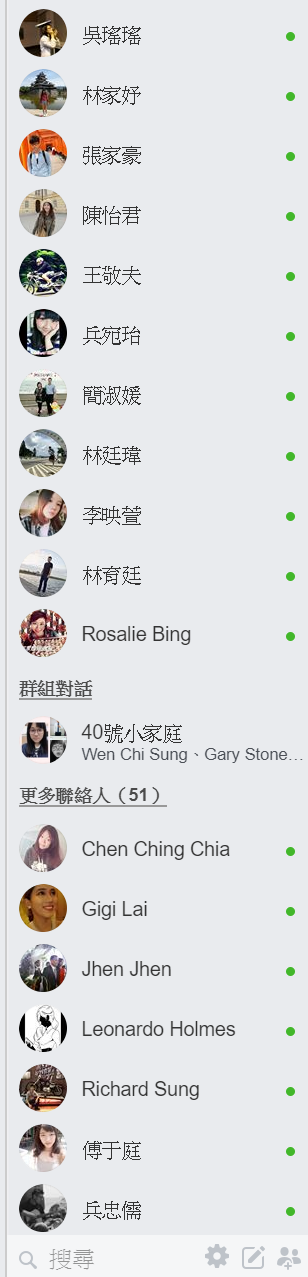 吳瑤瑤
林家妤
張家豪
陳怡君
王敬夫
兵宛珆
簡淑媛
林廷瑋
李映萱
林育廷
Rosalie Bing
群組對話
40號小家庭
Wen Chi Sung、Gary Stone…
更多聯絡人（51）
Chen Ching Chia
Gigi Lai
Jhen Jhen
Leonardo Holmes
Richard Sung
傅于庭
兵忠儒
搜尋